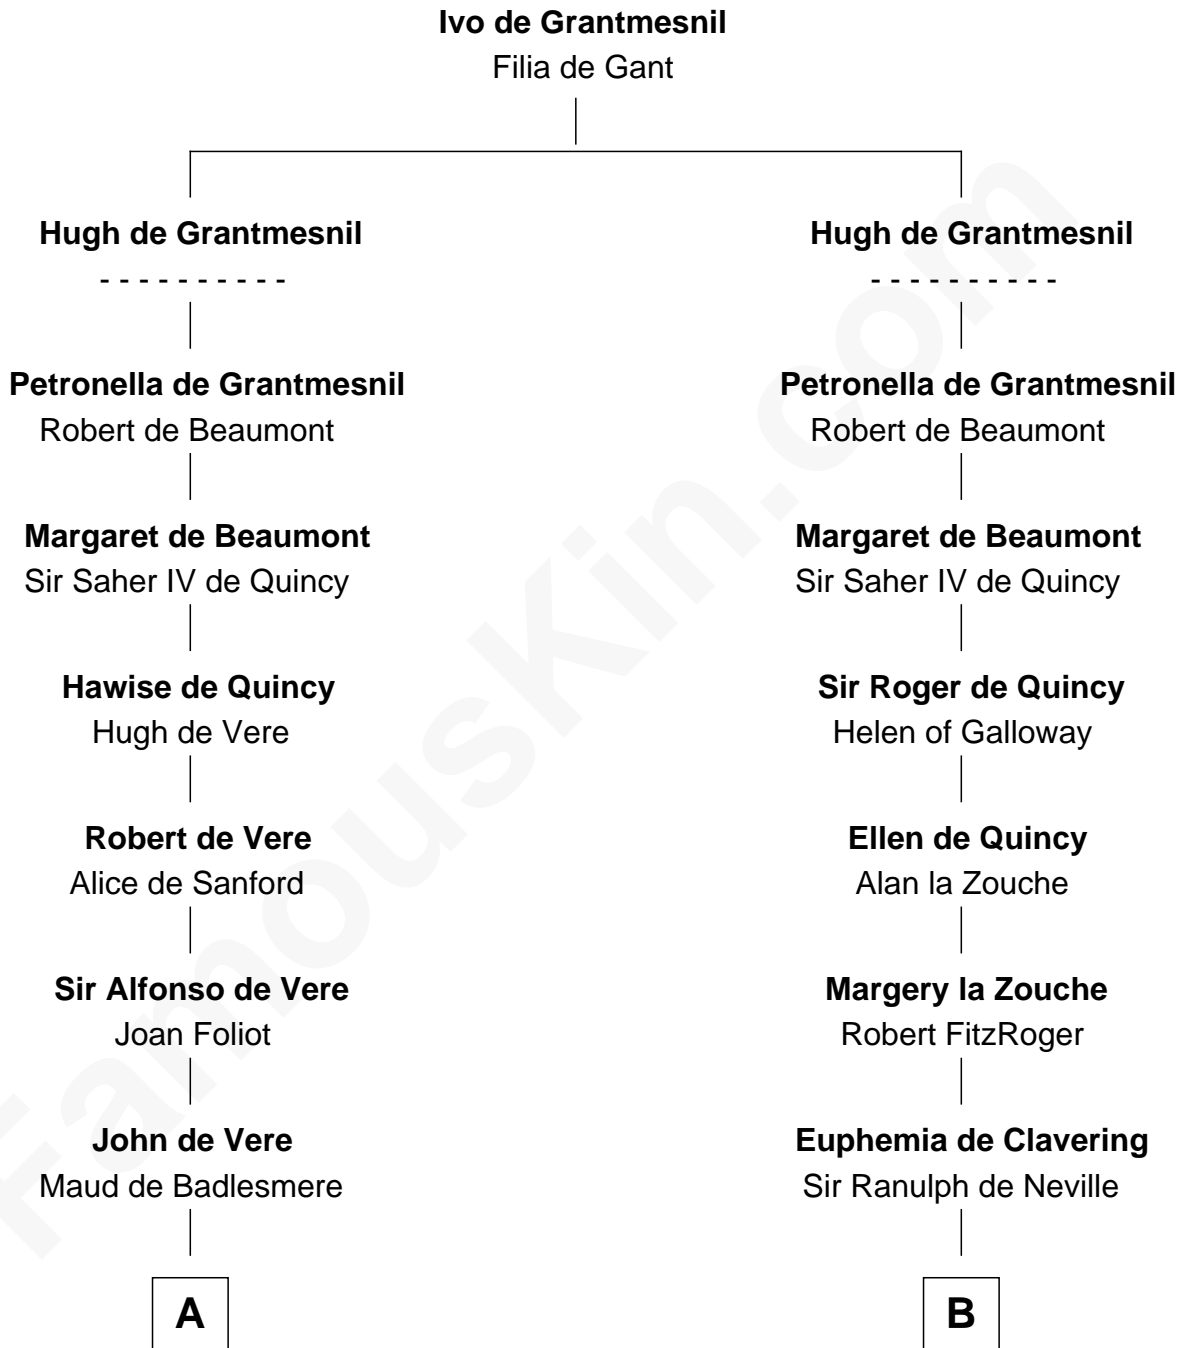 Ivo de Grantmesnil
Filia de Gant
Hugh de Grantmesnil
- - - - - - - - - -
Petronella de Grantmesnil
Robert de Beaumont
Margaret de Beaumont
Sir Saher IV de Quincy
Hawise de Quincy
Hugh de Vere
Robert de Vere
Alice de Sanford
Sir Alfonso de Vere
Joan Foliot
John de Vere
Maud de Badlesmere
A
Hugh de Grantmesnil
- - - - - - - - - -
Petronella de Grantmesnil
Robert de Beaumont
Margaret de Beaumont
Sir Saher IV de Quincy
Sir Roger de Quincy
Helen of Galloway
Ellen de Quincy
Alan la Zouche
Margery la Zouche
Robert FitzRoger
Euphemia de Clavering
Sir Ranulph de Neville
B
FamousKin.com